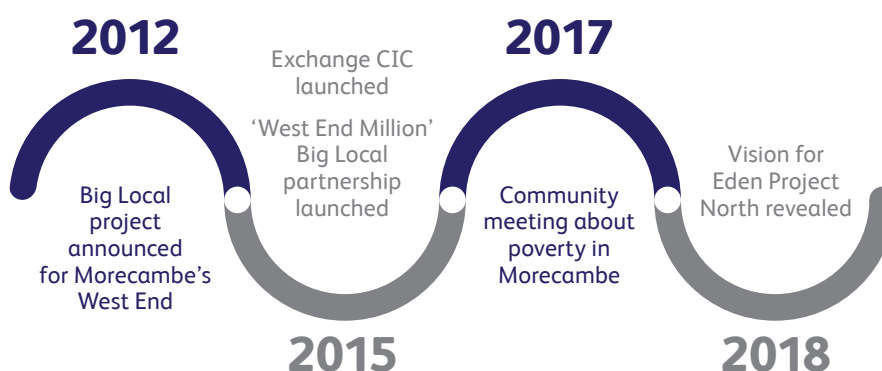 2012
Big Local
project
announced
for Morecambe's
West End
Exchange CIC
launched
‘West End Million’
Big Local
partnership
launched
2015
2017
Community
meeting about
poverty in
Morecambe
Vision for
Eden Project
North revealed
2018